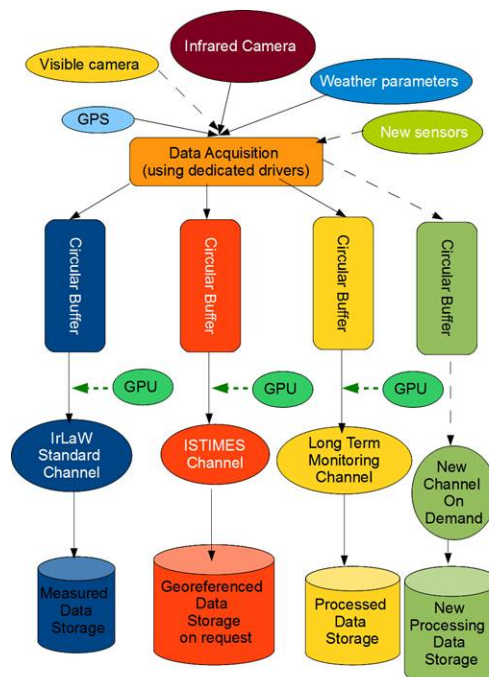 Infrared Camera
Visible camera
Weather parameters
GPS
New sensors
Data Acquisition
(using dedicated drivers)
Circular Buffer
Circular Buffer
Circular Buffer
Circular Buffer
GPU
GPU
GPU
IrLaW
Standard
Channel
ISTIMES
Channel
Long Term
Monitoring
Channel
New
Channel
On
Demand
Measured
Data
Storage
Georeferenced
Data
Storage
on request
Processed
Data
Storage
New
Processing
Data
Storage